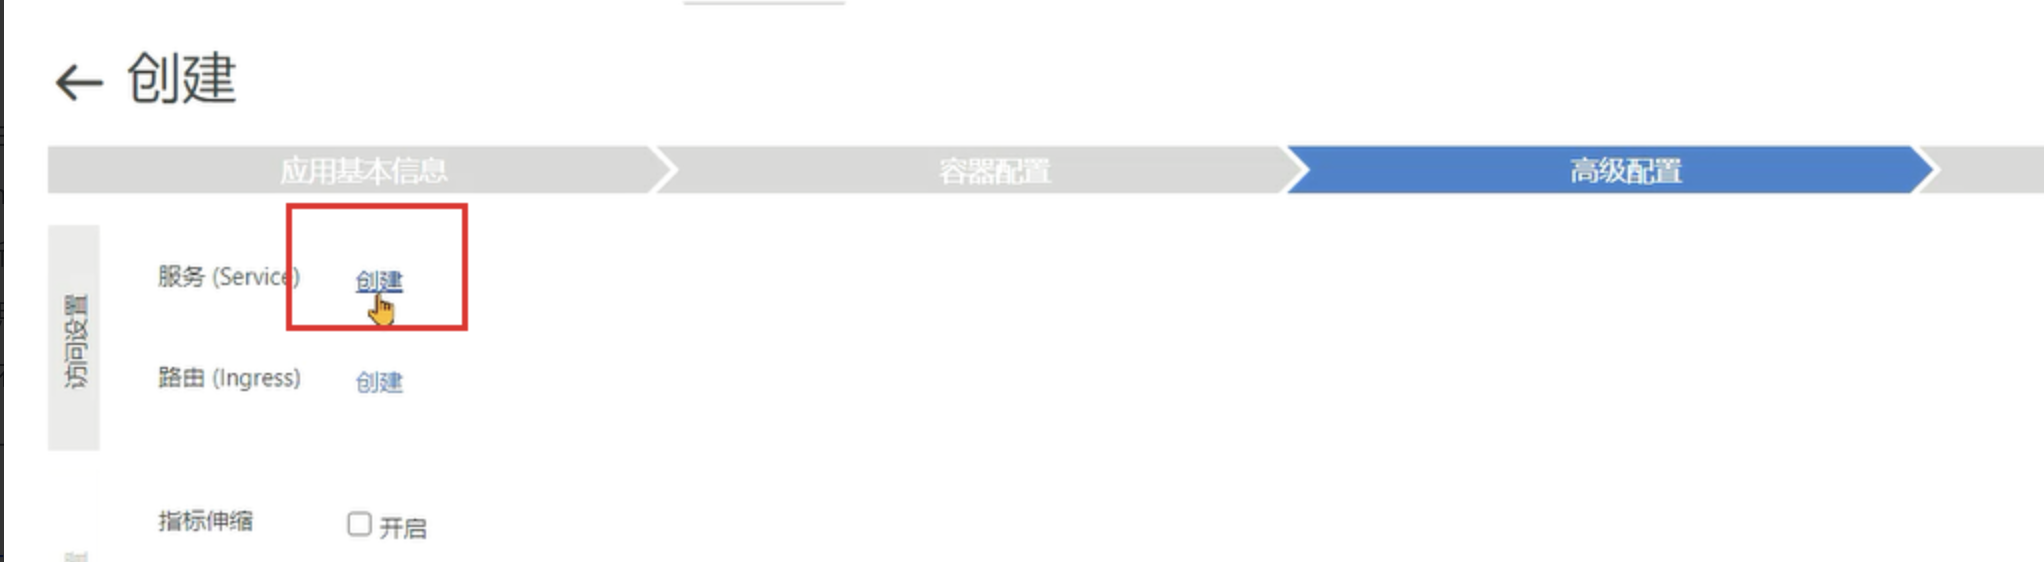 创建
应用基本信息 容器配置 高级配置
访问设置
服务 (Service) 创建
路由 (Ingress) 创建
指标伸缩 开启